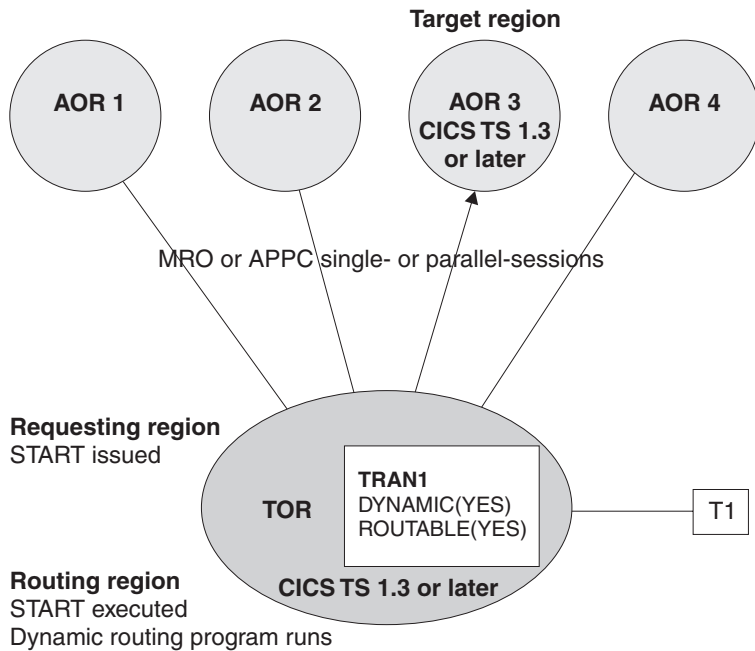 Target region
AOR 1
AOR 2
AOR 3
CICS TS 1.3
or later
AOR 4
MRO or APPC single- or parallel-sessions
Requesting region
START issued
TOR
TRAN1
DYNAMIC(YES)
ROUTABLE(YES)
T1
CICS TS 1.3 or later
Routing region
START executed
Dynamic routing program runs